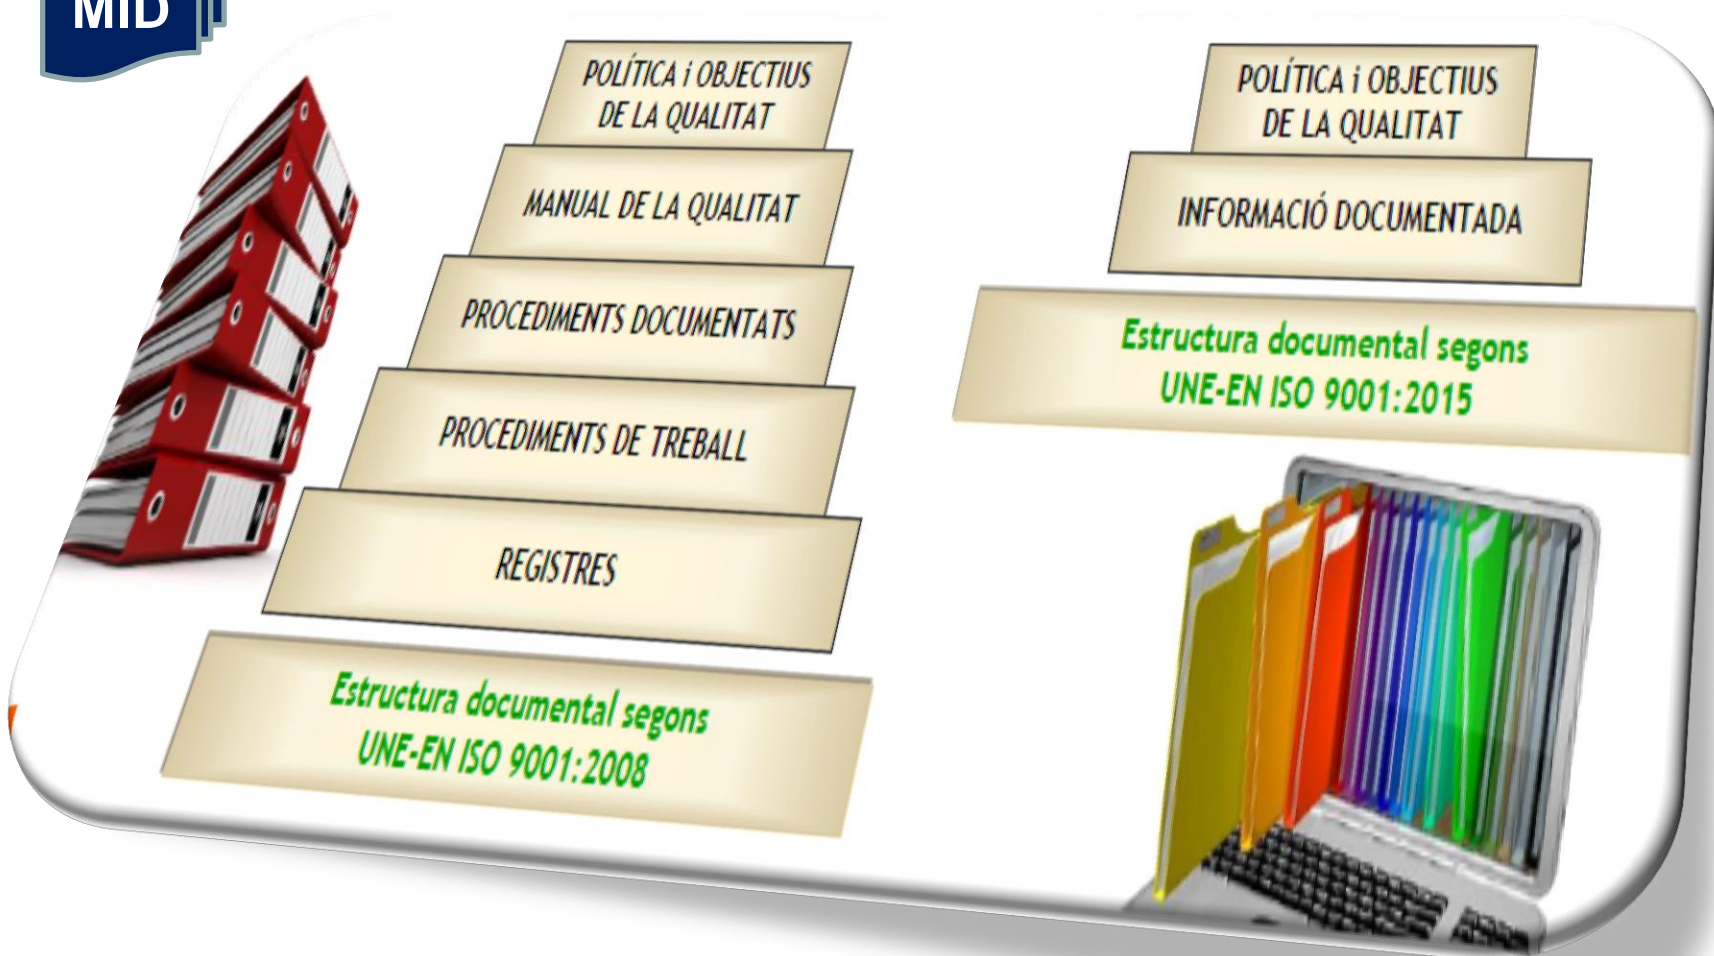 MID
POLÍTICA i OBJECTIUS
DE LA QUALITAT
MANUAL DE LA QUALITAT
PROCEDIMENTS DOCUMENTATS
PROCEDIMENTS DE TREBALL
REGISTRES
Estructura documental segons
UNE-EN ISO 9001:2008
POLÍTICA i OBJECTIUS
DE LA QUALITAT
INFORMACIÓ DOCUMENTADA
Estructura documental segons
UNE-EN ISO 9001:2015